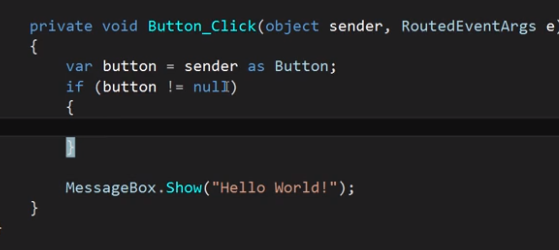 private void Button_Click(object sender, RoutedEventArgs e)
{
var button = sender as Button;
if (button != null)
{
}
MessageBox.Show("Hello World!");
}